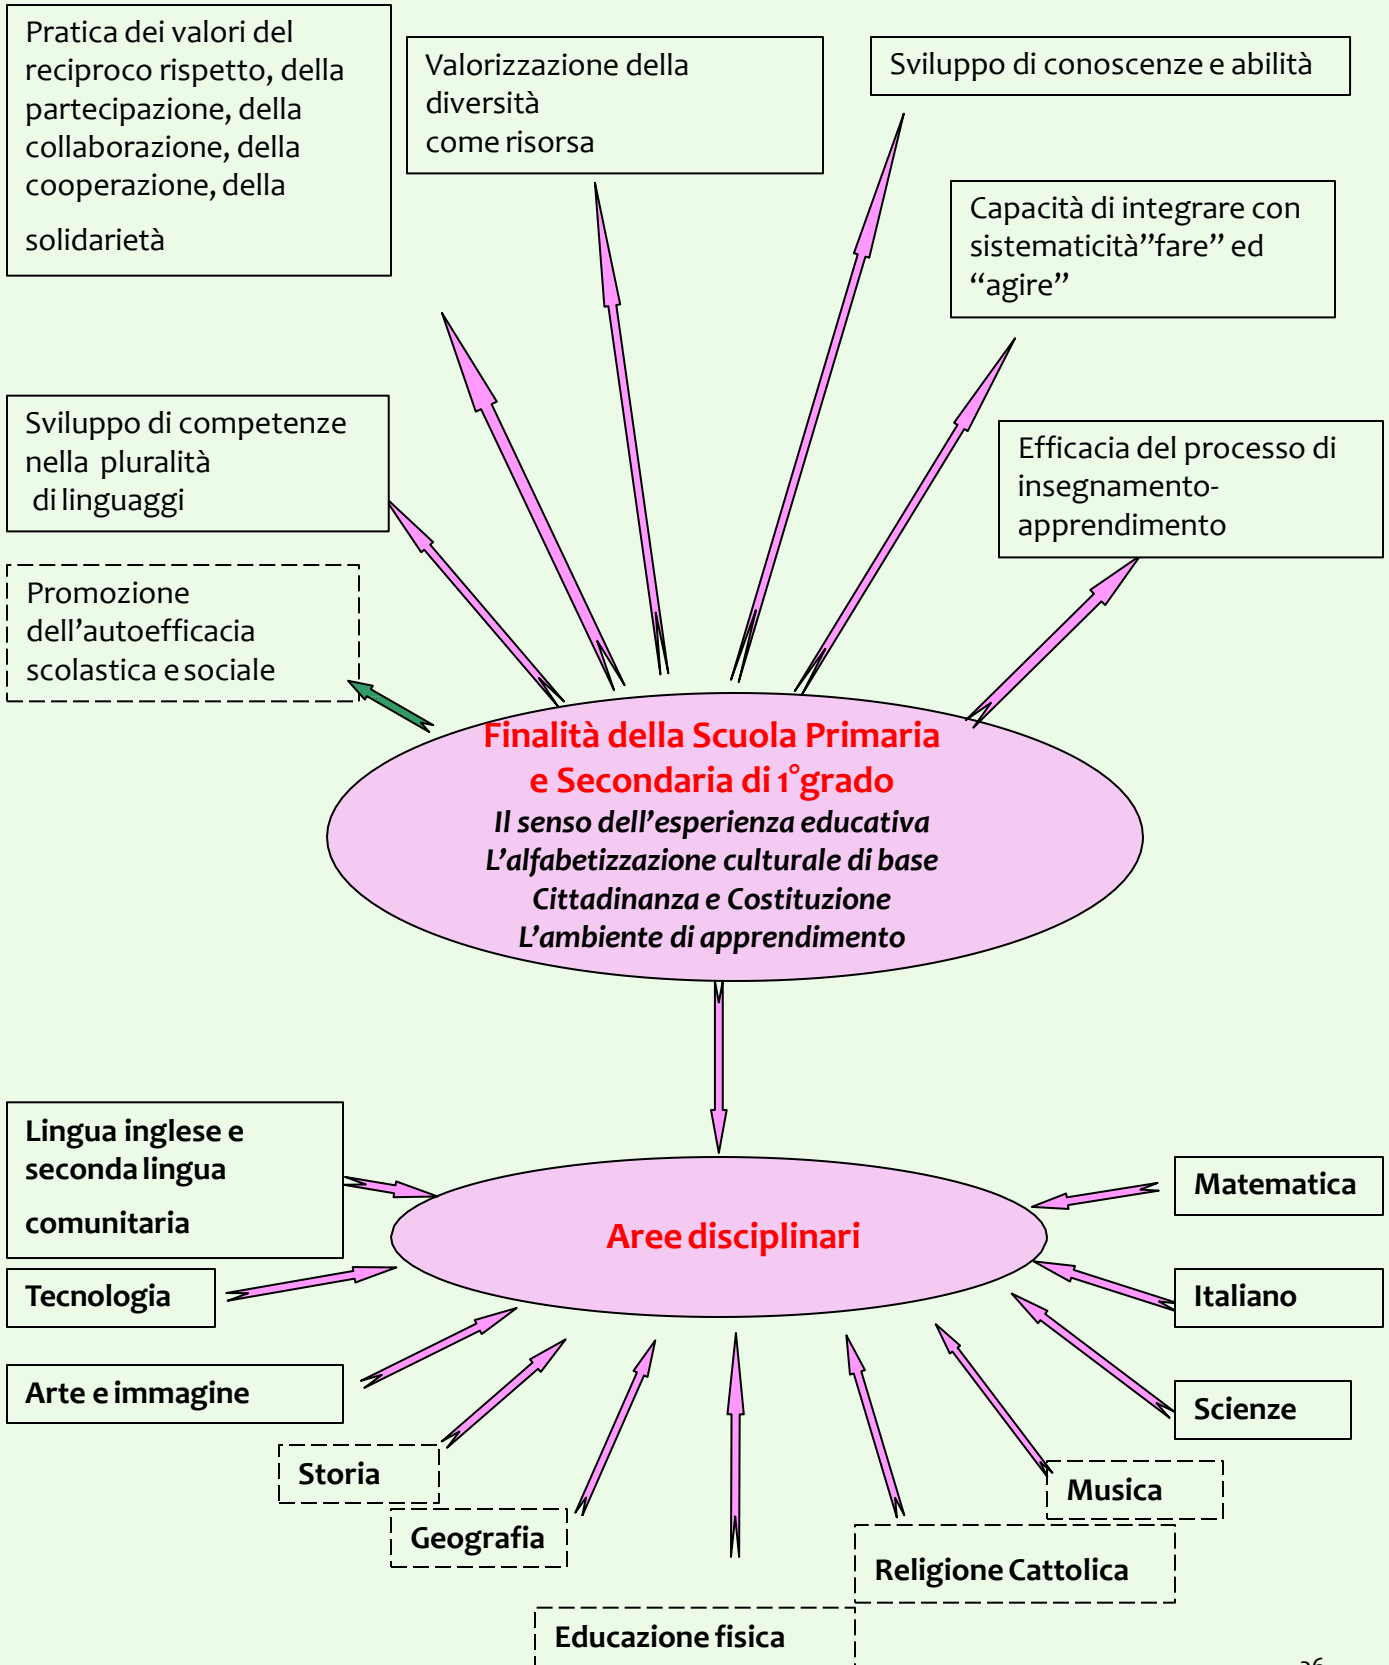 Pratica dei valori del
reciproco rispetto, della
partecipazione, della
collaborazione, della
cooperazione, della
solidarietà
Valorizzazione della
diversità
come risorsa
Sviluppo di conoscenze e abilità
Capacità di integrare con
sistematicità”fare” ed
“agire”
Sviluppo di competenze
nella pluralità
di linguaggi
Efficacia del processo di
insegnamento-
apprendimento
Promozione
dell’autoefficacia
scolastica e sociale
Finalità della Scuola Primaria
e Secondaria di 1°grado
Il senso dell’esperienza educativa
L’alfabetizzazione culturale di base
Cittadinanza e Costituzione
L’ambiente di apprendimento
Lingua inglese e
seconda lingua
comunitaria
Matematica
Aree disciplinari
Tecnologia
Italiano
Arte e immagine
Scienze
Storia
Musica
Geografia
Religione Cattolica
Educazione fisica